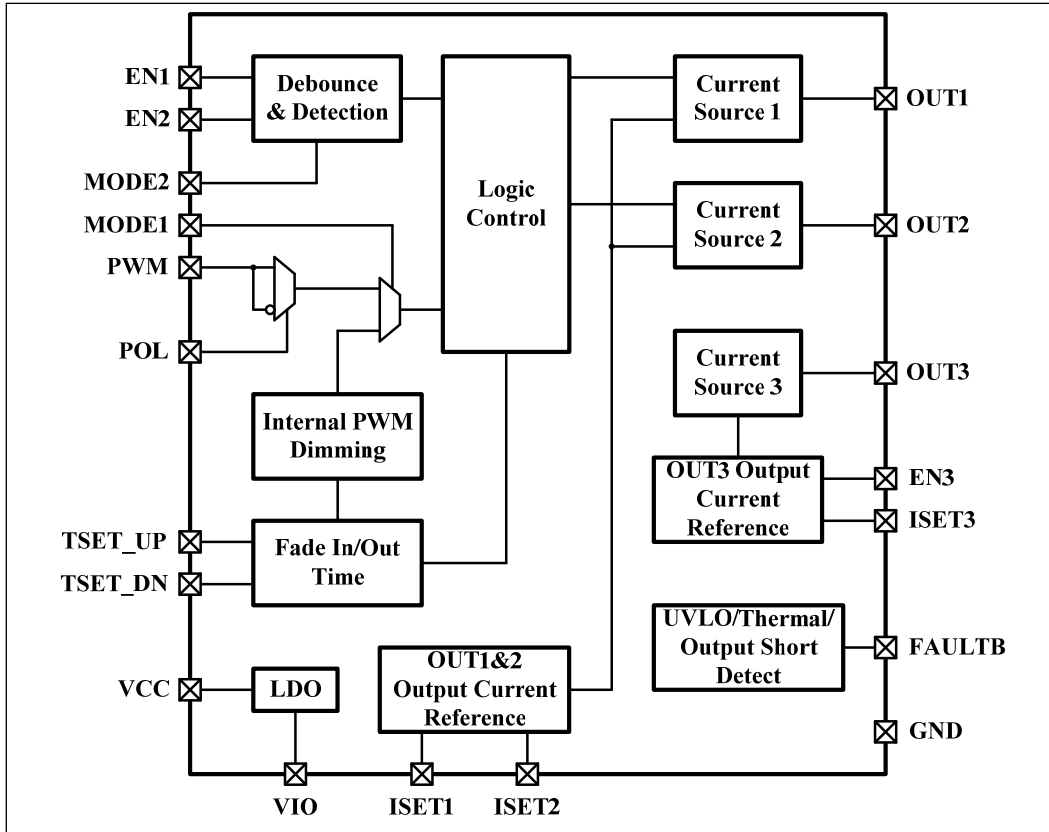 EN1
EN2
MODE2
MODE1
PWM
POL
TSET_UP
TSET_DN
VCC
Debounce
& Detection
Logic
Control
Internal PWM
Dimming
Fade In/Out
Time
LDO
OUT1&2
Output Current
Reference
Current
Source 1
Current
Source 2
Current
Source 3
OUT3 Output
Current
Reference
UVLO/Thermal/
Output Short
Detect
OUT1
OUT2
OUT3
EN3
ISET3
FAULTB
GND
VIO
ISET1
ISET2